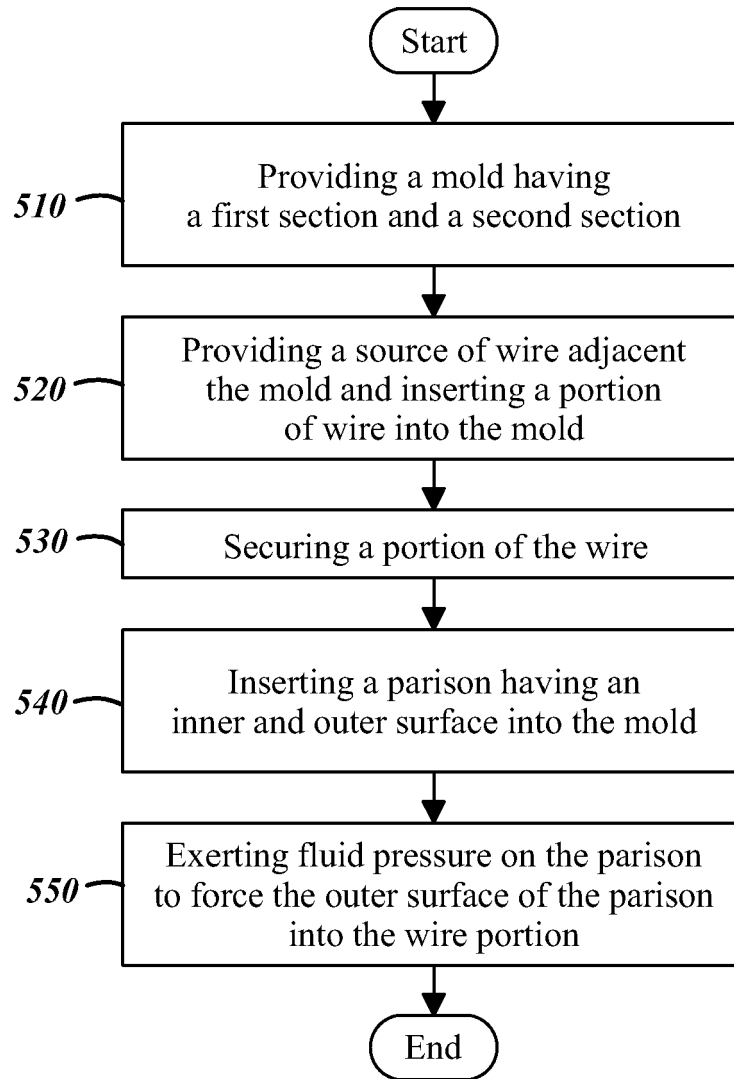 Start
510
Providing a mold having
a first section and a second section
520
Providing a source of wire adjacent
the mold and inserting a portion
of wire into the mold
530
Securing a portion of the wire
540
Inserting a parison having an
inner and outer surface into the mold
550
Exerting fluid pressure on the parison
to force the outer surface of the parison
into the wire portion
End